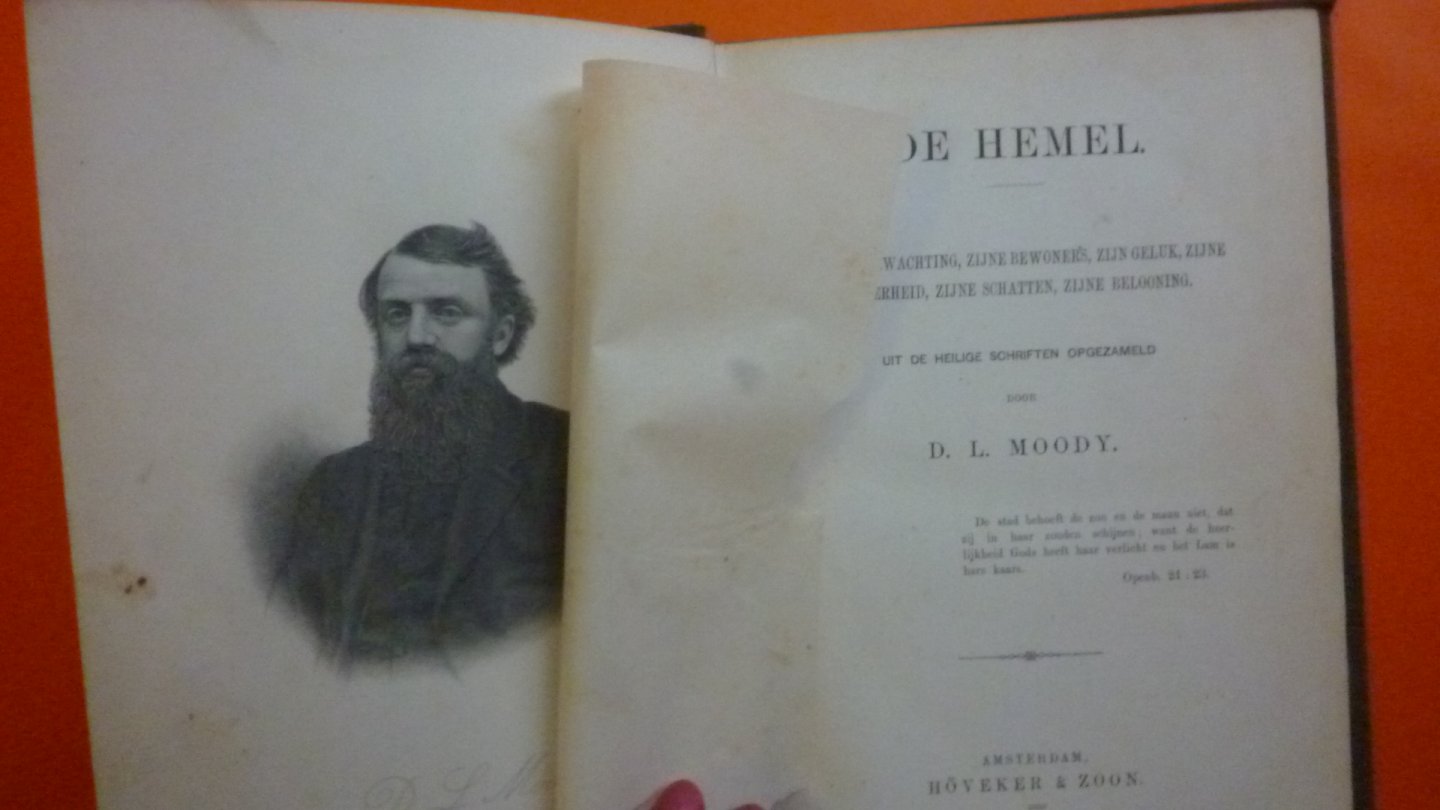 D L M
DE HEMEL.
WACHTING, ZIJNE BEWONERS, ZIJN GELUK, ZIJNE
ERHEID, ZIJNE SCHATTEN, ZIJNE BELOONING.
UIT DE HEILIGE SCHRIFTEN OPGEZAMELD
DOOR
D. L. MOODY.
De stad behoeft de zon en de maan niet, dat
zij in haar zouden schijnen; want de heer-
lijkheid Gods heeft haar verlicht en het Lam is
hare kaars.
Openb. 21 : 23.
AMSTERDAM,
HÖVEKER & ZOON.